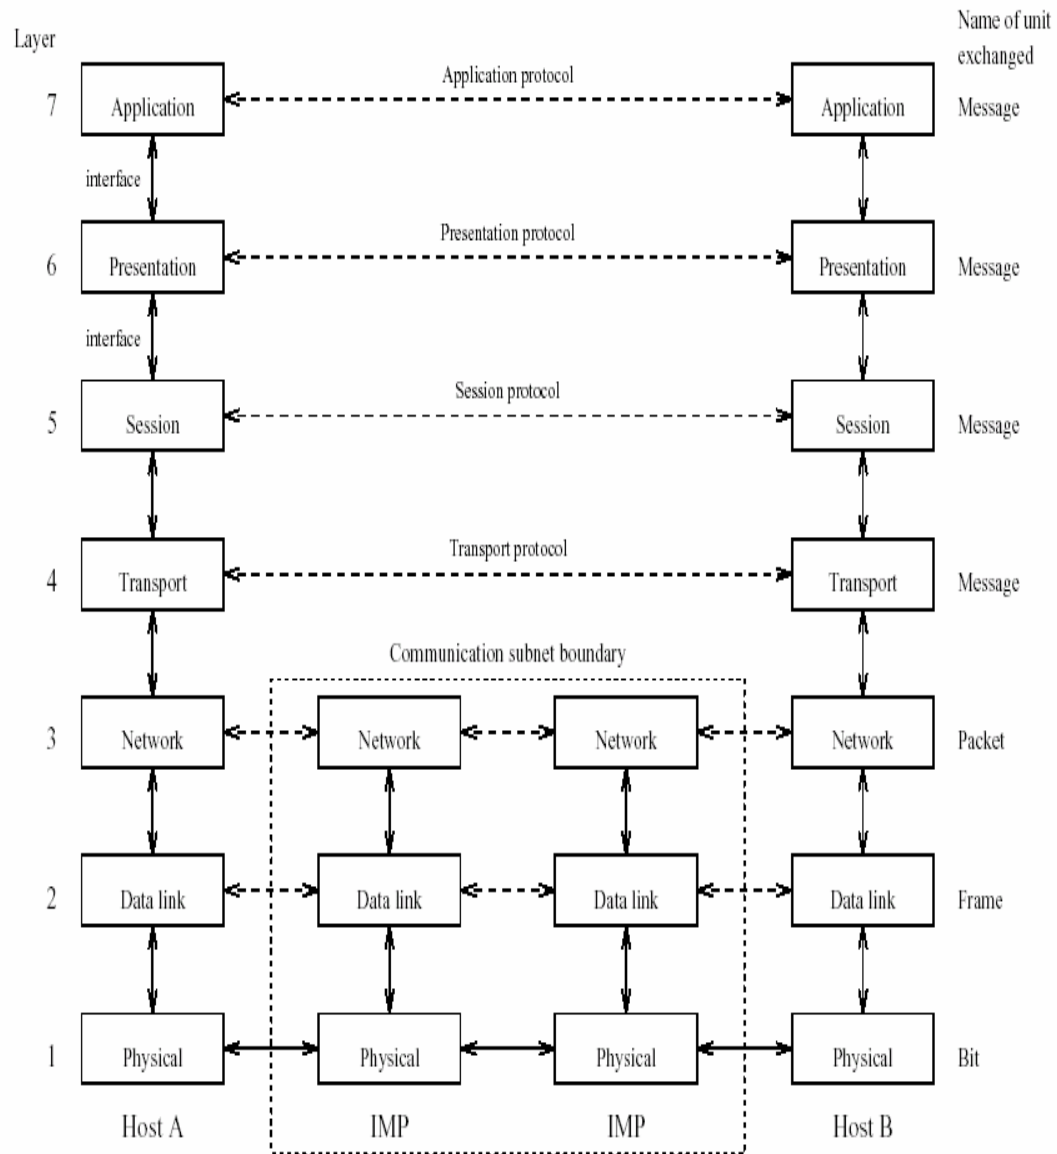 Name of unit
Layer
exchanged
Application protocol
7 Application Application Message
interface
Presentation protocol
6 Presentation Presentation Message
interface
Session protocol
5 Session Session Message
Transport protocol
4 Transport Transport Message
Communication subnet boundary
3 Network Network Network Network Packet
2 Data link Data link Data link Data link Frame
1 Physical Physical Physical Physical Bit
Host A IMP IMP Host B